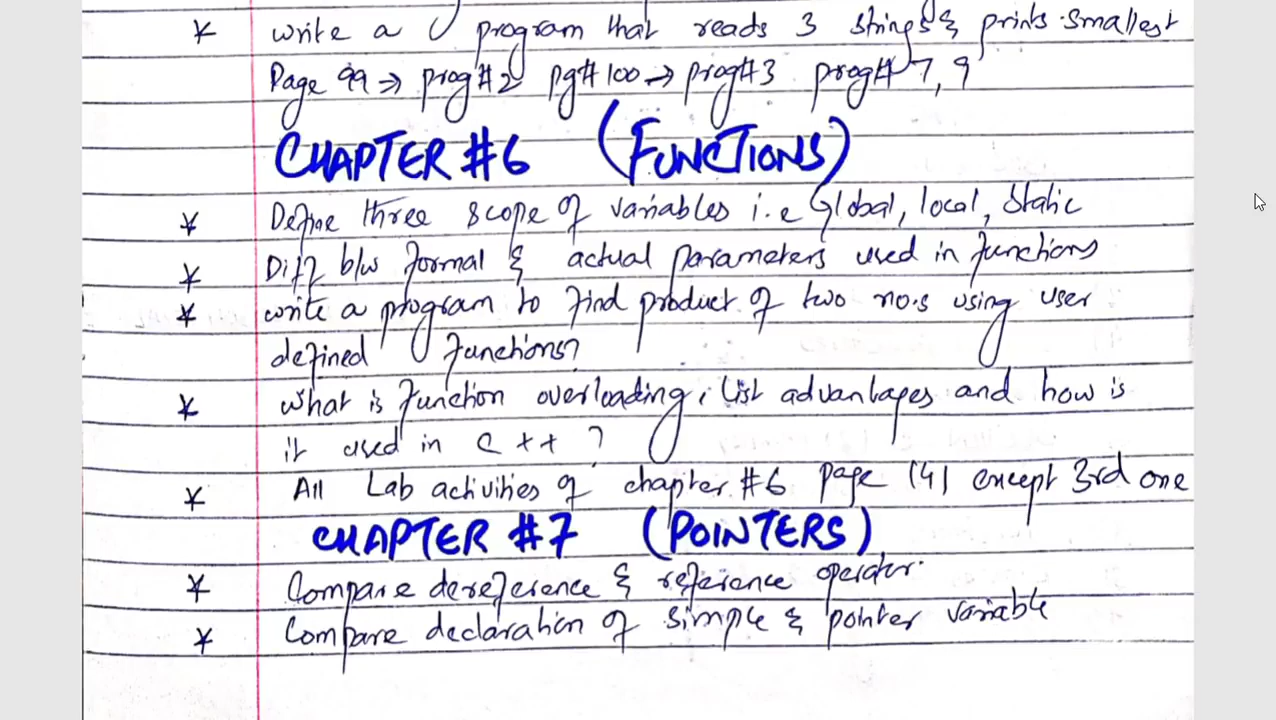 * write a program that reads 3 strings & prints smallest
Page 99 → prog#2 pg#100 → prog#3 prog# 7, 9
CHAPTER #6 (FUNCTIONS)
* Define three scope of variables i.e Global, local, Static
* Diff b/w formal & actual parameters used in functions
* write a program to find product of two no.s using user
defined functions?
* What is function overloading, list advantages and how is
it used in C++ ?
* All Lab activities of chapter #6 page 141 except 3rd one
CHAPTER #7 (POINTERS)
* Compare dereference & reference operator.
* Compare declaration of simple & pointer variable